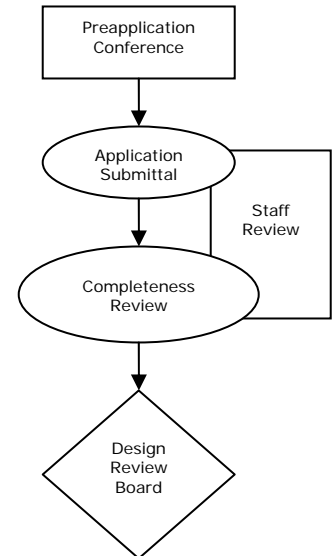 Preapplication
Conference
Application
Submittal
Staff
Review
Completeness
Review
Design
Review
Board